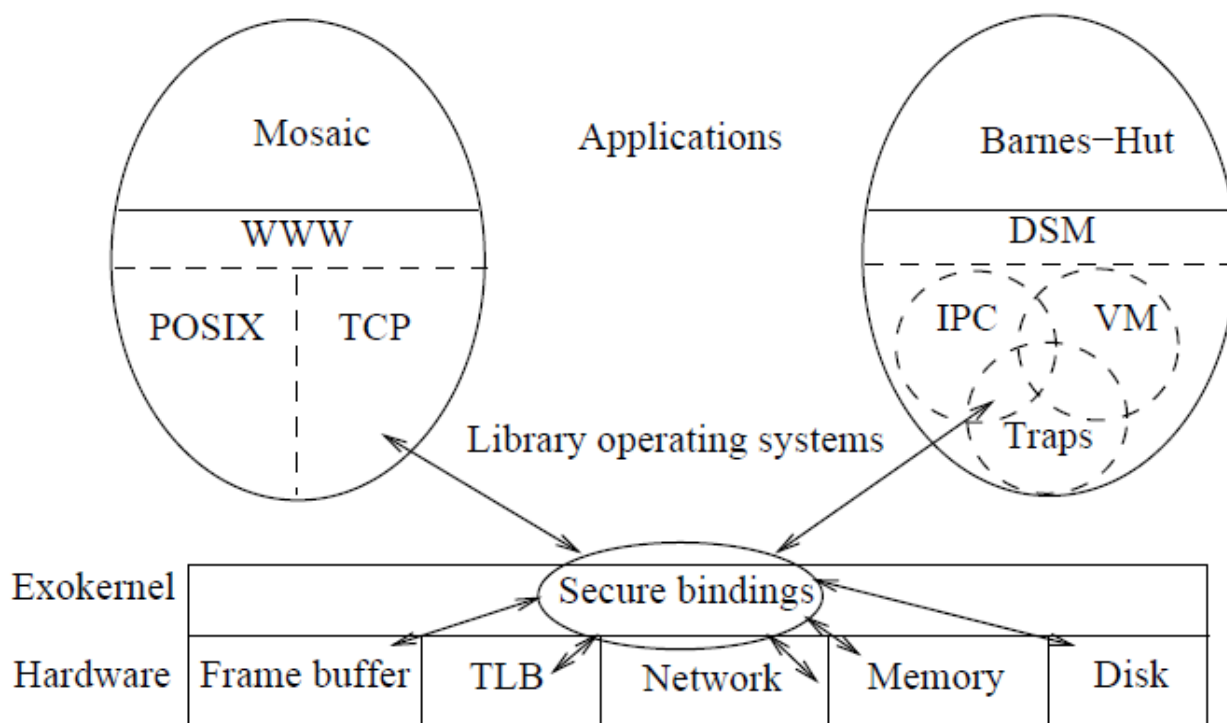 Mosaic
Applications
Barnes−Hut
WWW
DSM
POSIX
TCP
IPC
VM
Library operating systems
Traps
Exokernel
Secure bindings
Hardware
Frame buffer
TLB
Network
Memory
Disk